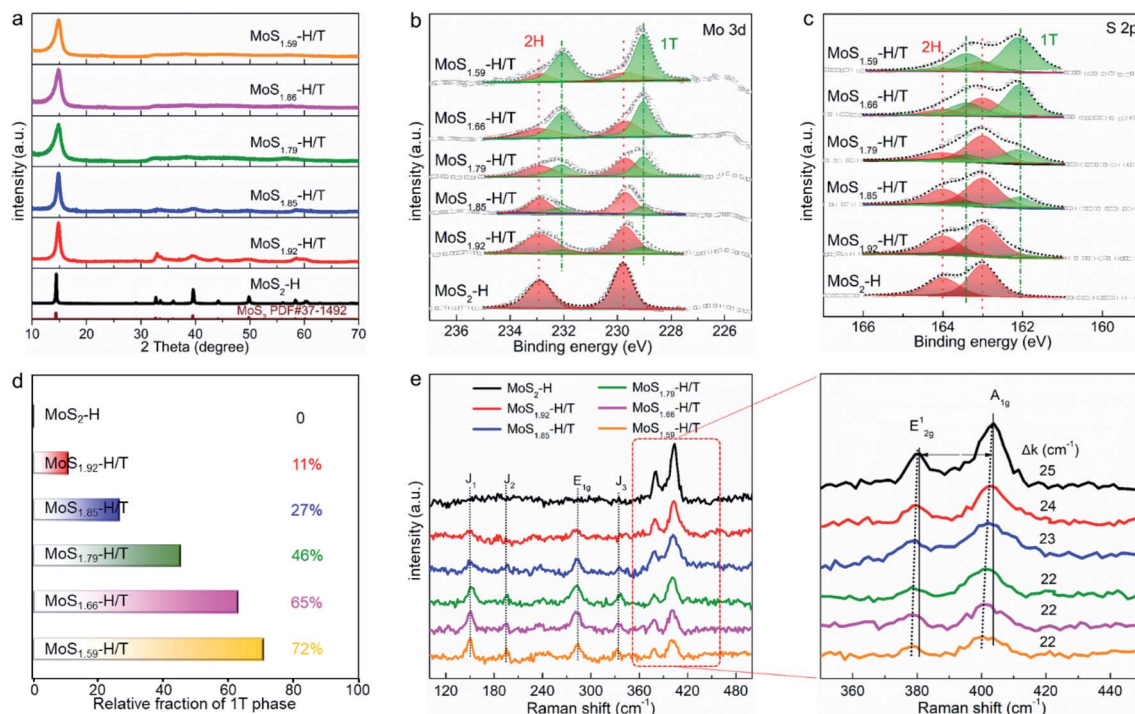 a
MoS1.59-H/T
MoS1.66-H/T
MoS1.79-H/T
MoS1.85-H/T
MoS1.92-H/T
MoS2-H
MoS2 PDF#37-1492
intensity (a.u.)
10 20 30 40 50 60 70
2 Theta (degree)
b
Mo 3d
2H
1T
MoS1.59-H/T
MoS1.66-H/T
MoS1.79-H/T
MoS1.85-H/T
MoS1.92-H/T
MoS2-H
intensity (a.u.)
236 234 232 230 228 226 224
Binding energy (eV)
c
S 2p
2H
1T
MoS1.59-H/T
MoS1.66-H/T
MoS1.79-H/T
MoS1.85-H/T
MoS1.92-H/T
MoS2-H
intensity (a.u.)
166 164 162 160
Binding energy (eV)
d
MoS2-H 0
MoS1.92-H/T 11%
MoS1.85-H/T 27%
MoS1.79-H/T 46%
MoS1.66-H/T 65%
MoS1.59-H/T 72%
0 20 40 60 80 100
Relative fraction of 1T phase
e
MoS2-H MoS1.79-H/T
MoS1.92-H/T MoS1.66-H/T
MoS1.85-H/T MoS1.59-H/T
J1 J2 E1g J3
intensity (a.u.)
120 180 240 300 360 420 480
Raman shift (cm-1)
A1g
E12g
Δk (cm-1)
25
24
23
22
22
22
360 380 400 420 440
Raman shift (cm-1)